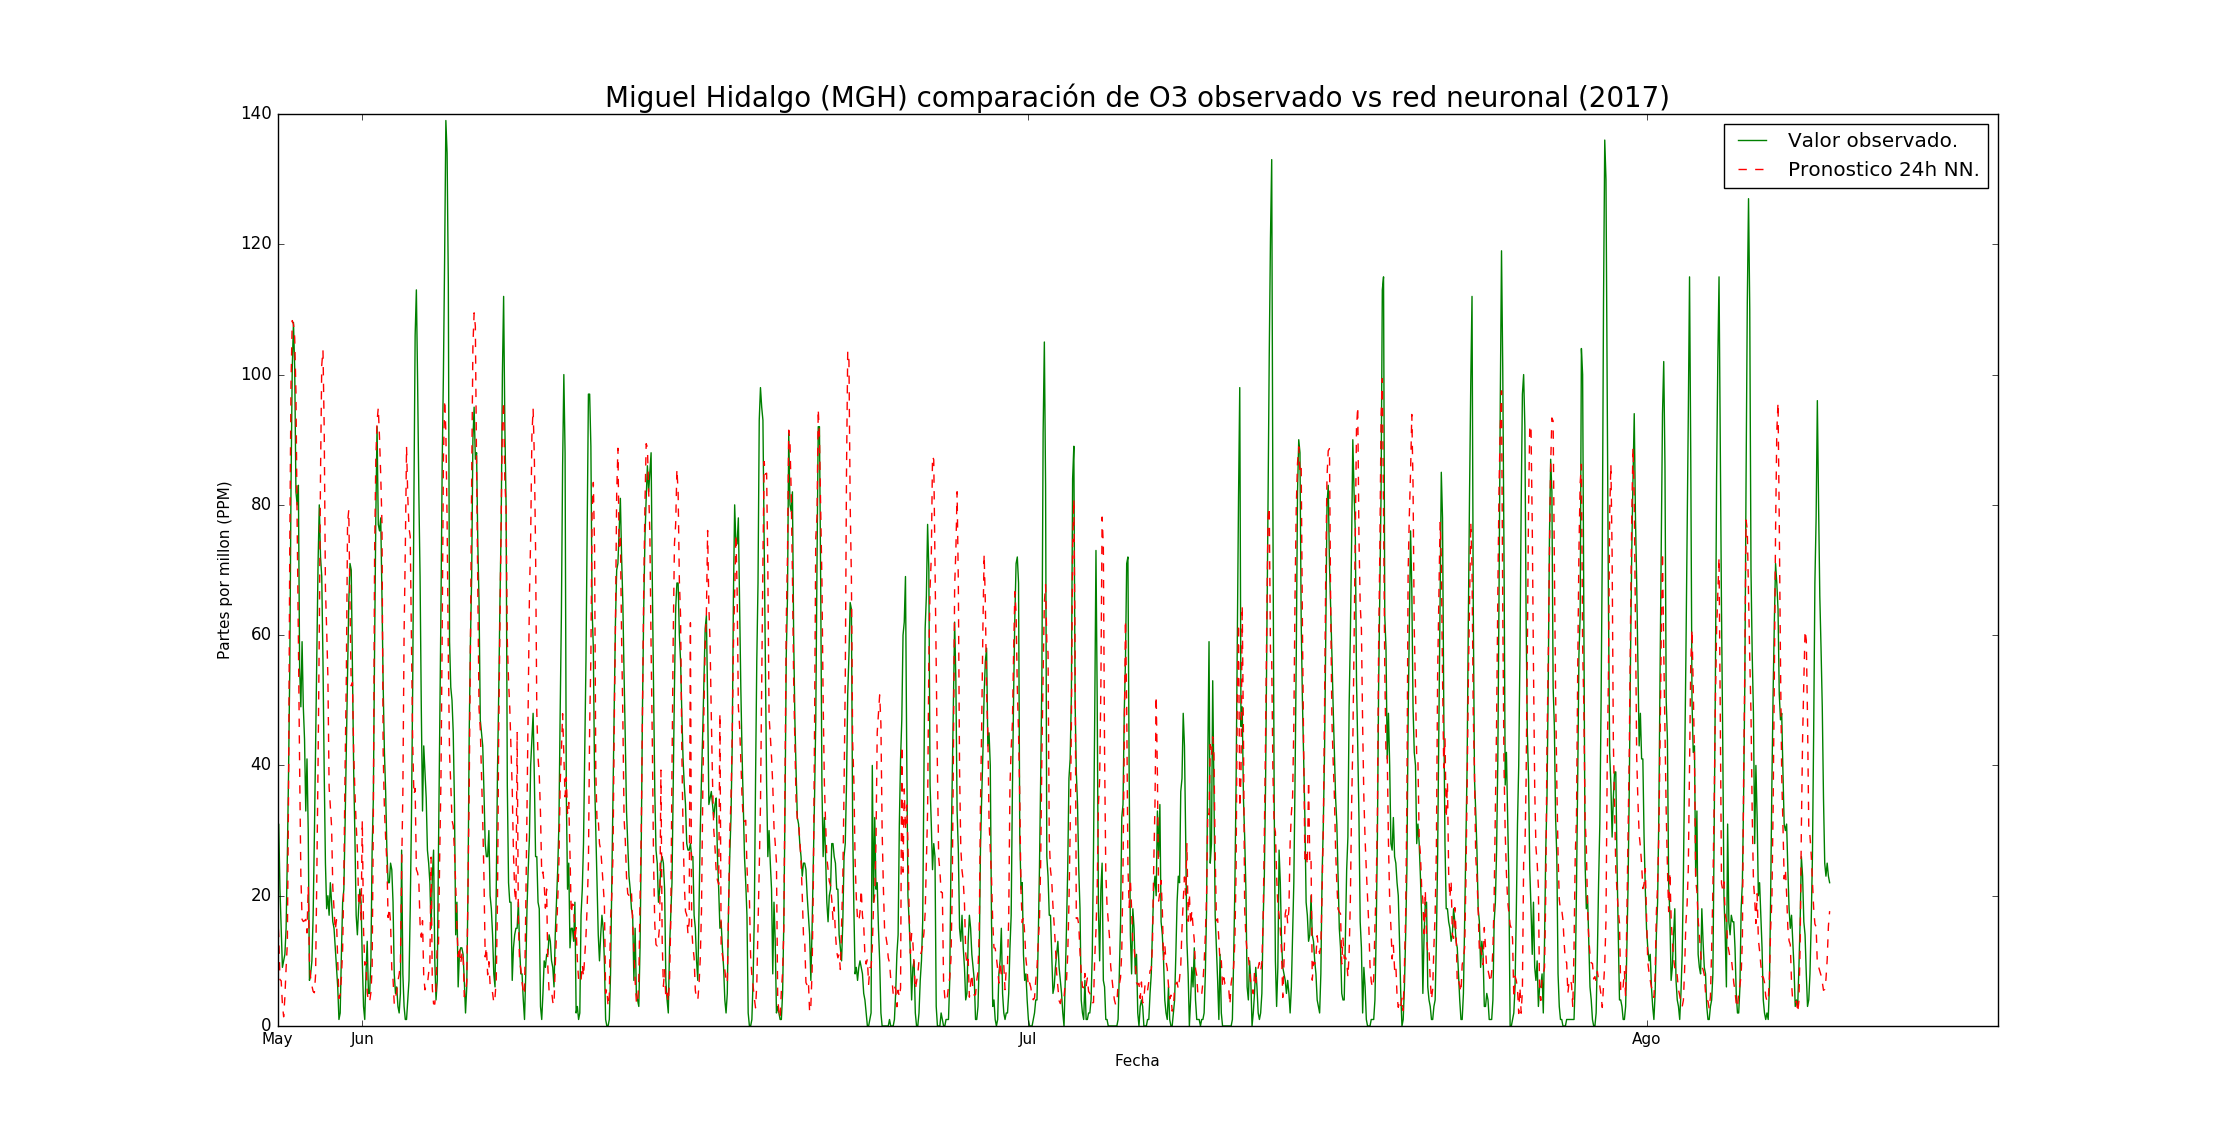 Miguel Hidalgo (MGH) comparación de O3 observado vs red neuronal (2017)
Valor observado.
Pronostico 24h NN.
Partes por millon (PPM)
140
120
100
80
60
40
20
0
May Jun Jul Ago
Fecha